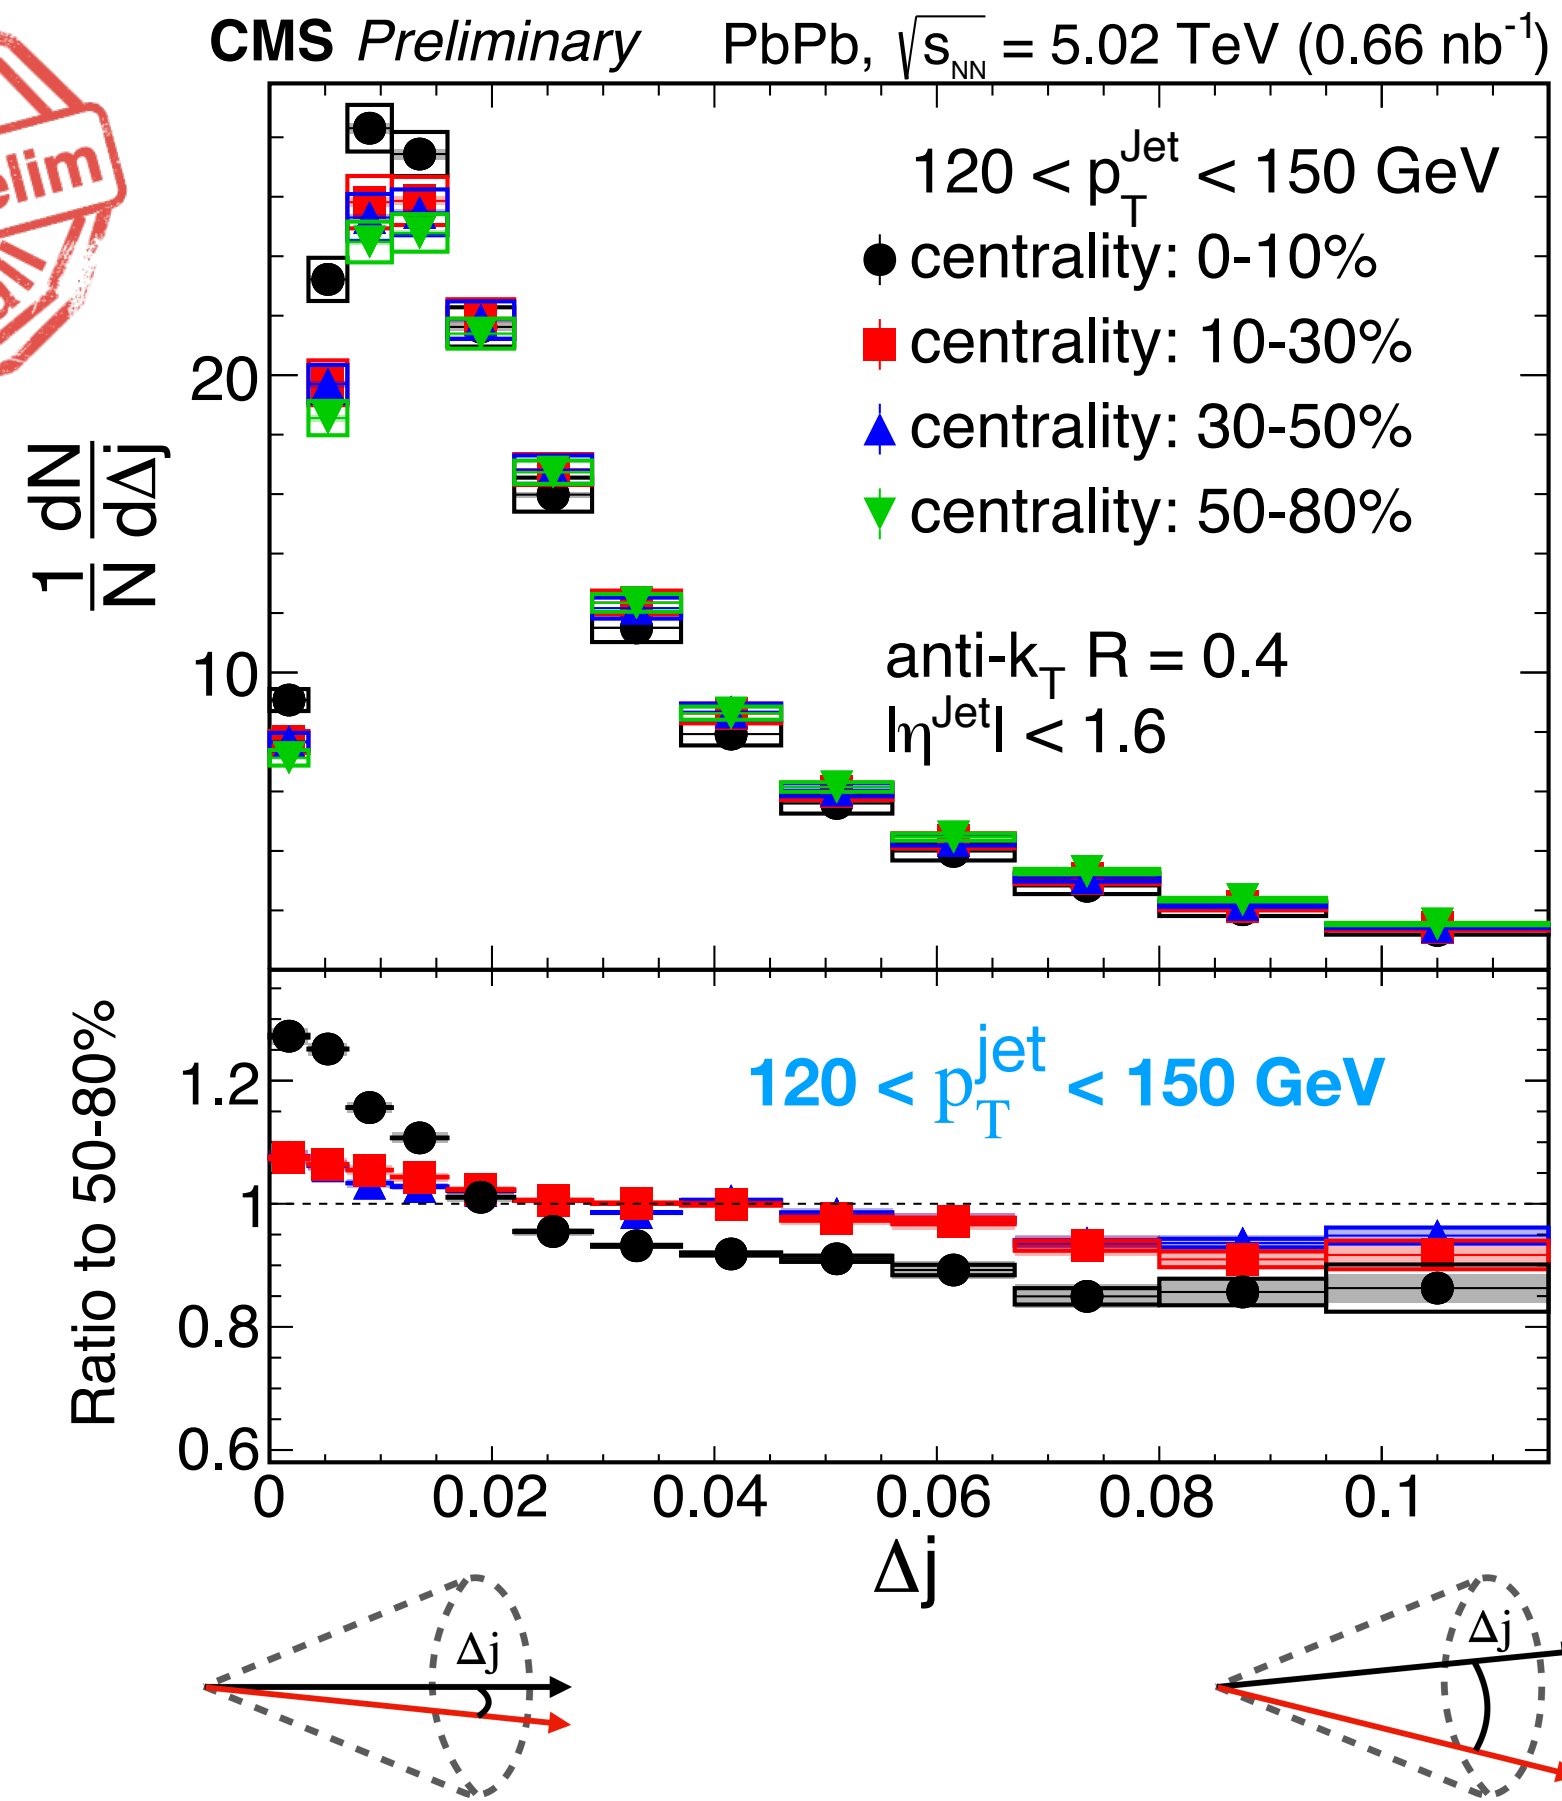 CMS Preliminary PbPb, √s_NN = 5.02 TeV (0.66 nb⁻¹)
120 < p_T^Jet < 150 GeV
centrality: 0-10%
centrality: 10-30%
centrality: 30-50%
centrality: 50-80%
anti-k_T R = 0.4
|η^Jet| < 1.6
1/N dN/dΔj
20
10
120 < p_T^jet < 150 GeV
Ratio to 50-80%
1.2
1
0.8
0.6
0 0.02 0.04 0.06 0.08 0.1
Δj
Δj
Δj